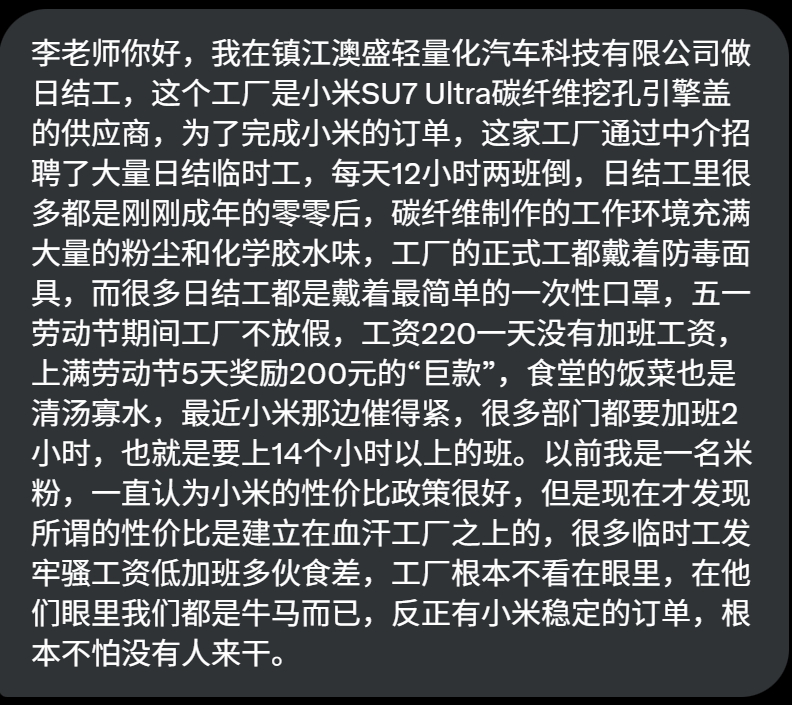 李老师你好，我在镇江澳盛轻量化汽车科技有限公司做
日结工，这个工厂是小米SU7 Ultra碳纤维挖孔引擎盖
的供应商，为了完成小米的订单，这家工厂通过中介招
聘了大量日结临时工，每天12小时两班倒，日结工里很
多都是刚刚成年的零零后，碳纤维制作的工作环境充满
大量的粉尘和化学胶水味，工厂的正式工都戴着防毒面
具，而很多日结工都是戴着最简单的一次性口罩，五一
劳动节期间工厂不放假，工资220一天没有加班工资，
上满劳动节5天奖励200元的“巨款”，食堂的饭菜也是
清汤寡水，最近小米那边催得紧，很多部门都要加班2
小时，也就是要上14个小时以上的班。以前我是一名米
粉，一直认为小米的性价比政策很好，但是现在才发现
所谓的性价比是建立在血汗工厂之上的，很多临时工发
牢骚工资低加班多伙食差，工厂根本不看在眼里，在他
们眼里我们都是牛马而已，反正有小米稳定的订单，根
本不怕没有人来干。